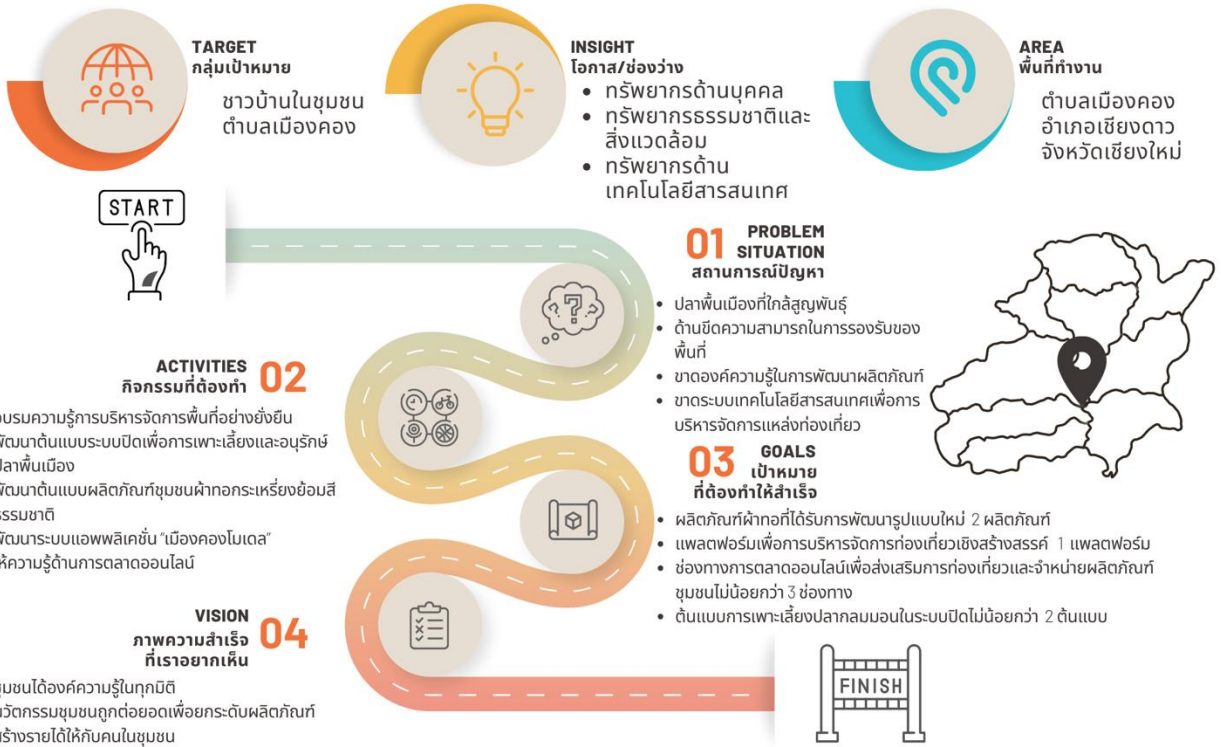 TARGET
กลุ่มเป้าหมาย
ชาวบ้านในชุมชน
ตำบลเมืองคอง
INSIGHT
โอกาส/ช่องว่าง
• ทรัพยากรด้านบุคคล
• ทรัพยากรธรรมชาติและ
สิ่งแวดล้อม
• ทรัพยากรด้าน
เทคโนโลยีสารสนเทศ
AREA
พื้นที่ทำงาน
ตำบลเมืองคอง
อำเภอเชียงดาว
จังหวัดเชียงใหม่
START
01 PROBLEM
SITUATION
สถานการณ์ปัญหา
• ปลาพื้นเมืองที่ใกล้สูญพันธุ์
• ด้านขีดความสามารถในการรองรับของ
พื้นที่
• ขาดองค์ความรู้ในการพัฒนาผลิตภัณฑ์
• ขาดระบบเทคโนโลยีสารสนเทศเพื่อการ
บริหารจัดการแหล่งท่องเที่ยว
ACTIVITIES
กิจกรรมที่ต้องทำ 02
อบรมความรู้การบริหารจัดการพื้นที่อย่างยั่งยืน
พัฒนาต้นแบบระบบปิดเพื่อการเพาะเลี้ยงและอนุรักษ์
ปลาพื้นเมือง
พัฒนาต้นแบบผลิตภัณฑ์ชุมชนผ้าทอกระเหรี่ยงย้อมสี
ธรรมชาติ
พัฒนาระบบแอพพลิเคชั่น "เมืองคองโมเดล"
ให้ความรู้ด้านการตลาดออนไลน์
03 GOALS
เป้าหมาย
ที่ต้องทำให้สำเร็จ
• ผลิตภัณฑ์ผ้าทอที่ได้รับการพัฒนารูปแบบใหม่ 2 ผลิตภัณฑ์
• แพลตฟอร์มเพื่อการบริหารจัดการท่องเที่ยวเชิงสร้างสรรค์ 1 แพลตฟอร์ม
• ช่องทางการตลาดออนไลน์เพื่อส่งเสริมการท่องเที่ยวและจำหน่ายผลิตภัณฑ์
ชุมชนไม่น้อยกว่า 3 ช่องทาง
• ต้นแบบการเพาะเลี้ยงปลากลมมอนในระบบปิดไม่น้อยกว่า 2 ต้นแบบ
VISION
ภาพความสำเร็จ 04
ที่เราอยากเห็น
ชุมชนได้องค์ความรู้ในทุกมิติ
นวัตกรรมชุมชนถูกต่อยอดเพื่อยกระดับผลิตภัณฑ์
สร้างรายได้ให้กับคนในชุมชน
FINISH